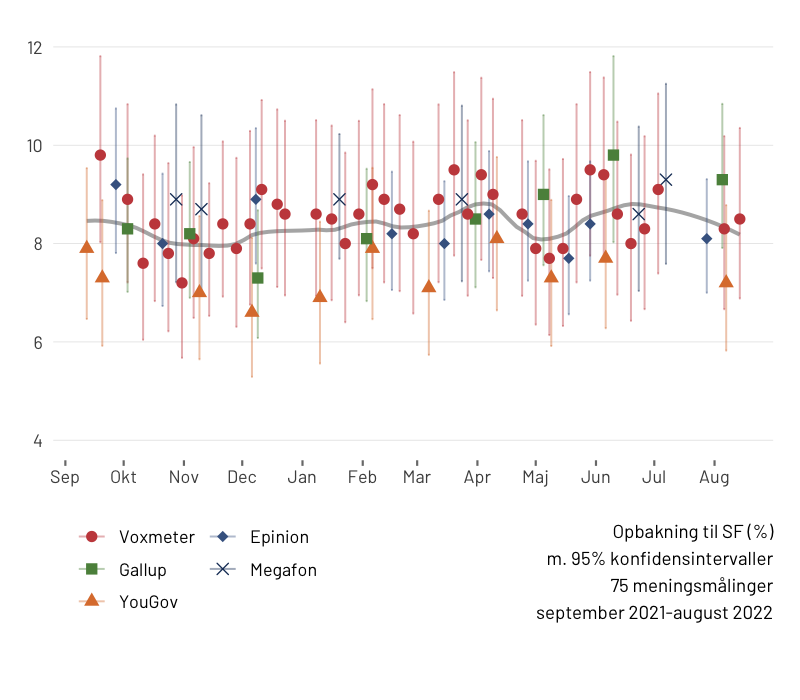 12
10
8
6
4
Sep Okt Nov Dec Jan Feb Mar Apr Maj Jun Jul Aug
Voxmeter Epinion
Gallup Megafon
YouGov
Opbakning til SF (%)
m. 95% konfidensintervaller
75 meningsmålinger
september 2021-august 2022